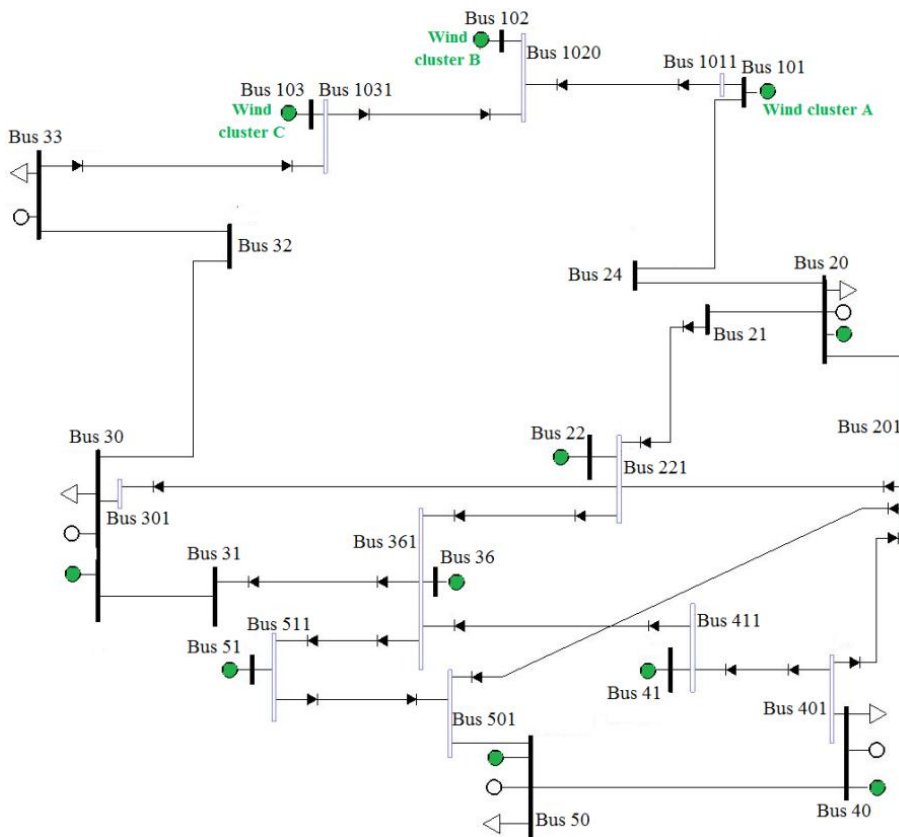 Bus 102
Wind
cluster B
Bus 1020
Bus 1011
Bus 101
Wind cluster A
Bus 103
Bus 1031
Wind
cluster C
Bus 33
Bus 32
Bus 24
Bus 20
Bus 21
Bus 201
Bus 22
Bus 221
Bus 30
Bus 301
Bus 361
Bus 36
Bus 31
Bus 511
Bus 51
Bus 411
Bus 41
Bus 401
Bus 501
Bus 50
Bus 40